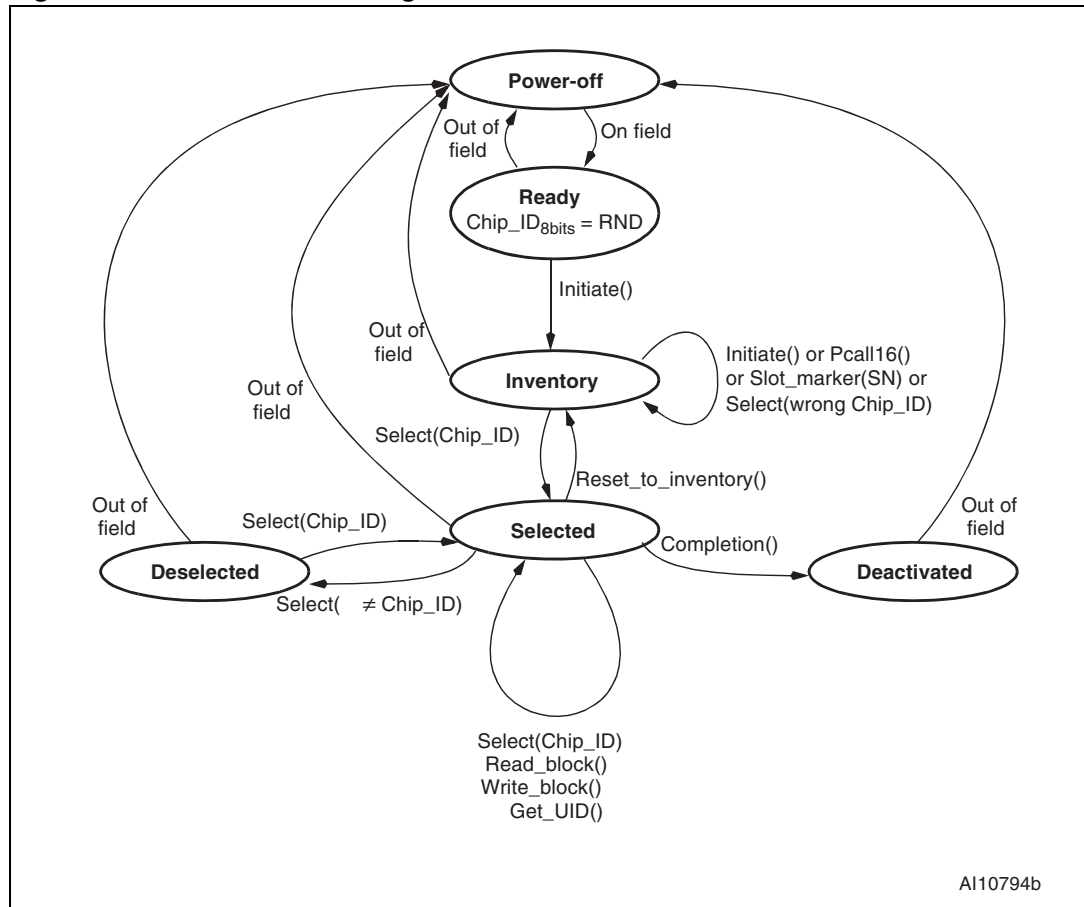 Power-off
Out of
field
On field
Ready
Chip_ID8bits = RND
Initiate()
Out of
field
Inventory
Initiate() or Pcall16()
or Slot_marker(SN) or
Select(wrong Chip_ID)
Out of
field
Select(Chip_ID)
Reset_to_inventory()
Out of
field
Select(Chip_ID)
Selected
Completion()
Out of
field
Deselected
Deactivated
Select( ≠ Chip_ID)
Select(Chip_ID)
Read_block()
Write_block()
Get_UID()
AI10794b